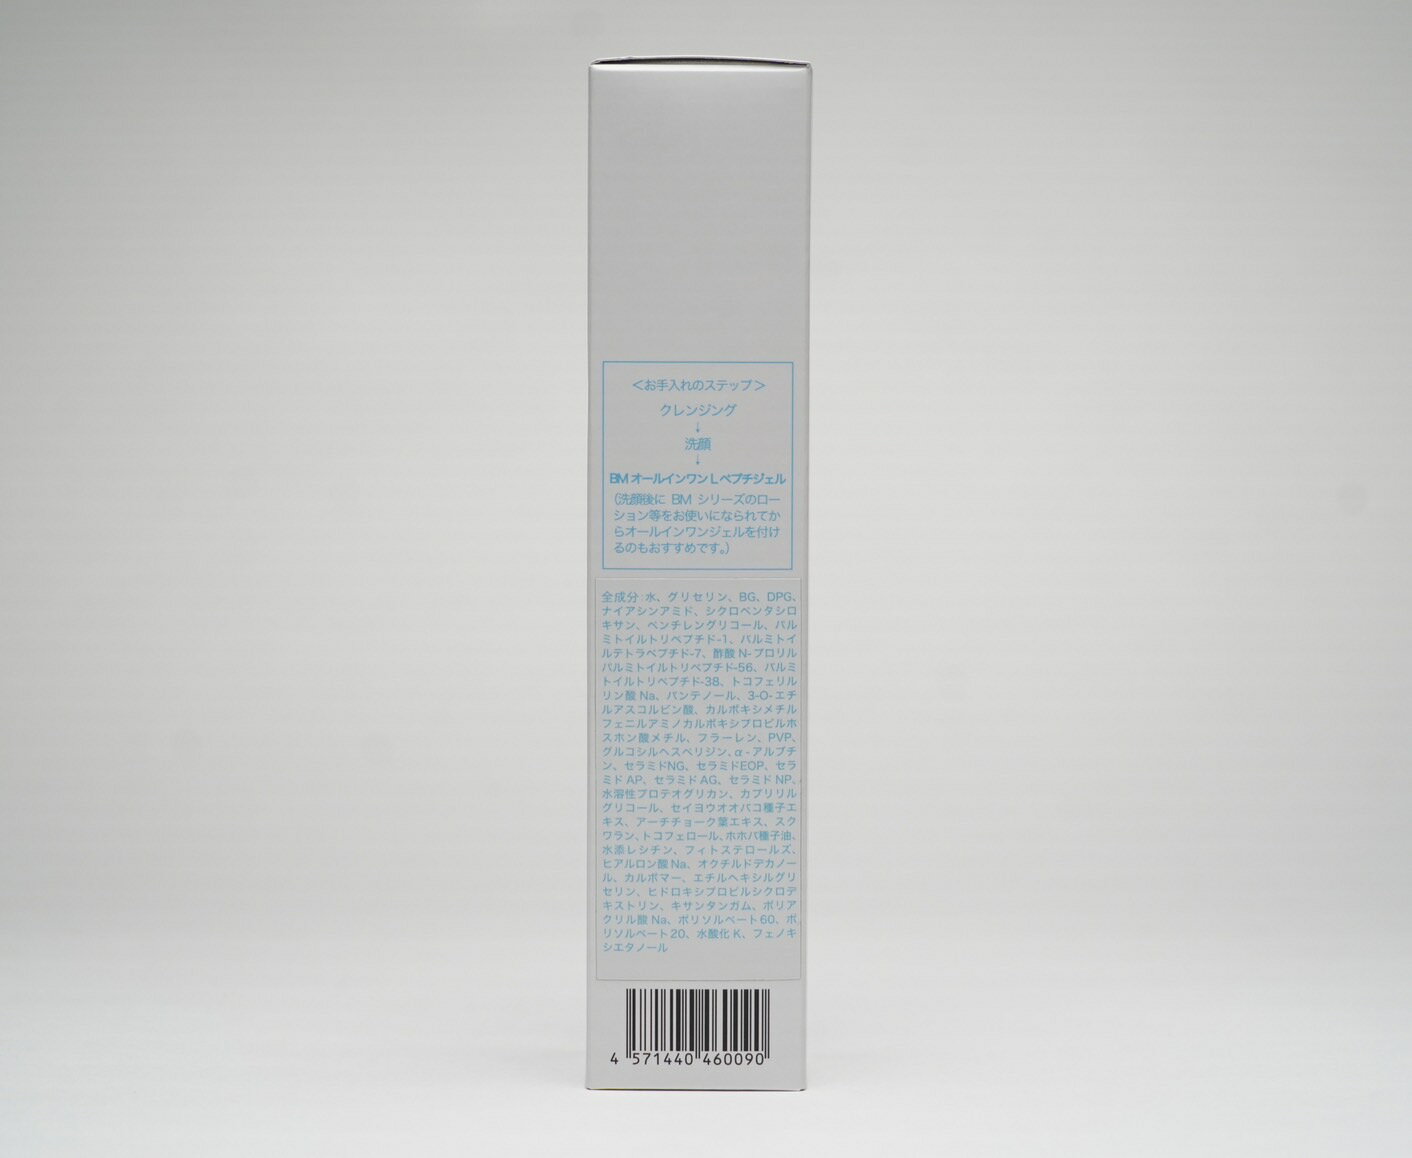 ＜お手入れのステップ＞
クレンジング
↓
洗顔
↓
BMオールインワンLペプチジェル
（洗顔後に BM シリーズのロー
ション等をお使いになられてか
らオールインワンジェルを付け
るのもおすすめです。）
全成分:水、グリセリン、BG、DPG、
ナイアシンアミド、シクロペンタシロ
キサン、ペンチレングリコール、パル
ミトイルトリペプチド-1、パルミトイ
ルテトラペプチド-7、酢酸 N- プロリル
パルミトイルトリペプチド-56、パルミ
トイルトリペプチド-38、トコフェリル
リン酸 Na、パンテノール、3-O- エチ
ルアスコルビン酸、カルボキシメチル
フェニルアミノカルボキシプロピルホ
スホン酸メチル、フラーレン、PVP、
グルコシルヘスペリジン、α - アルブチ
ン、セラミドNG、セラミドEOP、セラ
ミド AP、セラミド AG、セラミド NP、
水溶性プロテオグリカン、カプリリル
グリコール、セイヨウオオバコ種子エ
キス、アーチチョーク葉エキス、スク
ワラン、トコフェロール、ホホバ種子油、
水添レシチン、フィトステロールズ、
ヒアルロン酸 Na、オクチルドデカノー
ル、カルボマー、エチルヘキシルグリ
セリン、ヒドロキシプロピルシクロデ
キストリン、キサンタンガム、ポリア
クリル酸 Na、ポリソルベート 60、ポ
リソルベート 20、水酸化 K、フェノキ
シエタノール
4 571440 460090